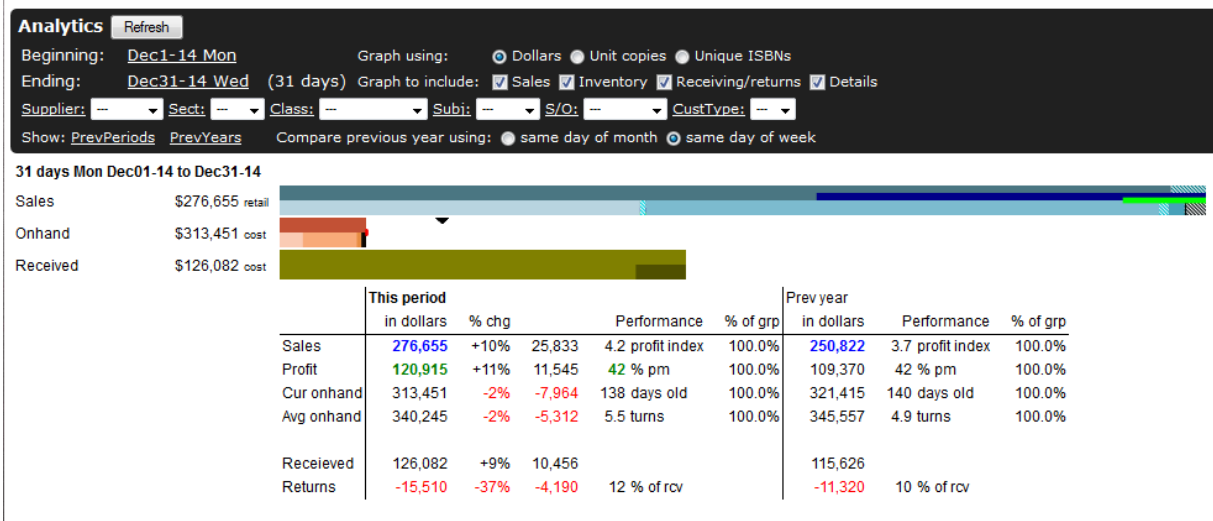 Analytics Refresh
Beginning: Dec1-14 Mon Graph using: Dollars Unit copies Unique ISBNs
Ending: Dec31-14 Wed (31 days) Graph to include: Sales Inventory Receiving/returns Details
Supplier: --- Sect: --- Class: --- Subj: --- S/O: --- CustType: ---
Show: PrevPeriods PrevYears Compare previous year using: same day of month same day of week
31 days Mon Dec01-14 to Dec31-14
Sales $276,655 retail
Onhand $313,451 cost
Received $126,082 cost
This period Prev year
in dollars % chg Performance % of grp in dollars Performance % of grp
Sales 276,655 +10% 25,833 4.2 profit index 100.0% 250,822 3.7 profit index 100.0%
Profit 120,915 +11% 11,545 42 % pm 100.0% 109,370 42 % pm 100.0%
Cur onhand 313,451 -2% -7,964 138 days old 100.0% 321,415 140 days old 100.0%
Avg onhand 340,245 -2% -5,312 5.5 turns 100.0% 345,557 4.9 turns 100.0%
Receieved 126,082 +9% 10,456 115,626
Returns -15,510 -37% -4,190 12 % of rcv -11,320 10 % of rcv